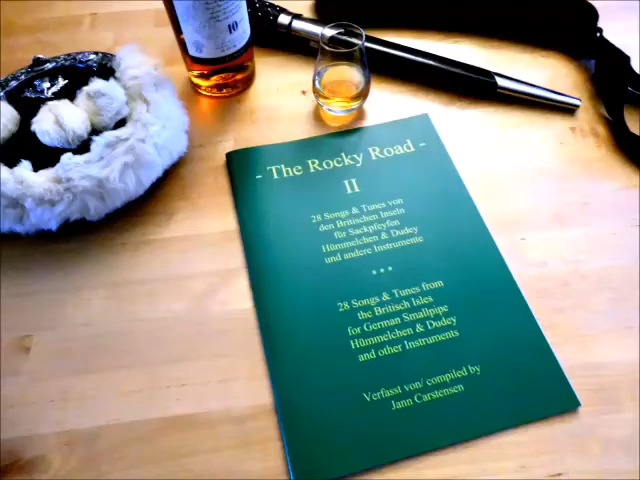 10
- The Rocky Road -
II
28 Songs & Tunes von
den Britischen Inseln
für Sackpfeyfen
Hümmelchen & Dudey
und andere Instrumente
* * *
28 Songs & Tunes from
the Britisch Isles
for German Smallpipe
Hümmelchen & Dudey
and other Instruments
Verfasst von/ compiled by
Jann Carstensen